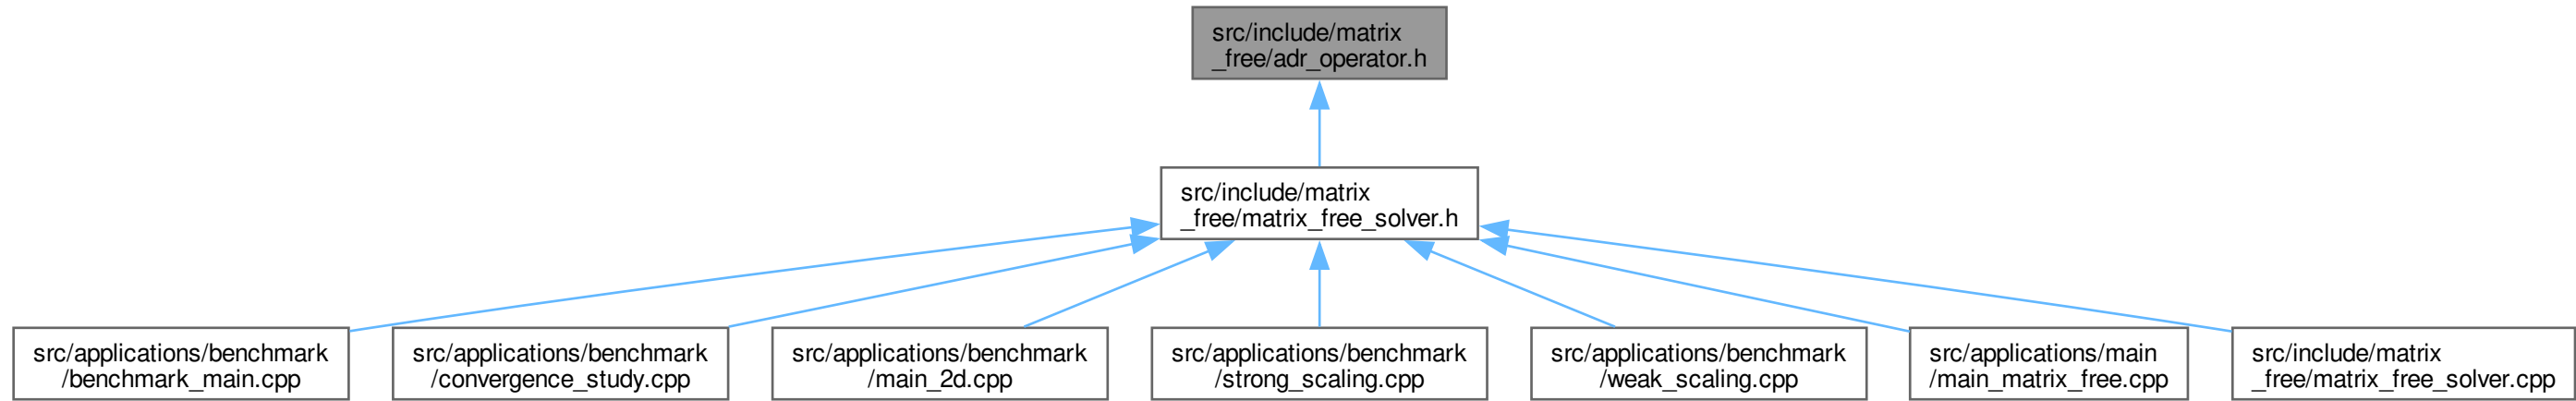 src/include/matrix
_free/adr_operator.h
src/include/matrix
_free/matrix_free_solver.h
src/applications/benchmark
/benchmark_main.cpp
src/applications/benchmark
/convergence_study.cpp
src/applications/benchmark
/main_2d.cpp
src/applications/benchmark
/strong_scaling.cpp
src/applications/benchmark
/weak_scaling.cpp
src/applications/main
/main_matrix_free.cpp
src/include/matrix
_free/matrix_free_solver.cpp